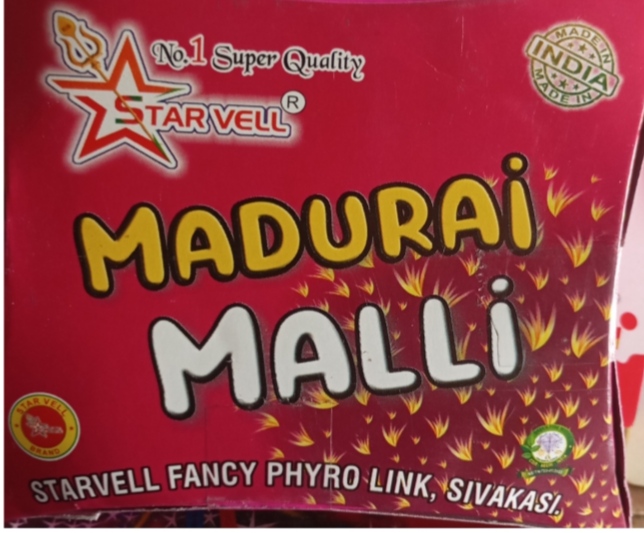 No.1 Super Quality
STAR VELL®
MADE IN
INDIA
MADE IN
MADURAi
MALLi
STAR VELL
BRAND
STARVELL FANCY PHYRO LINK, SIVAKASI.